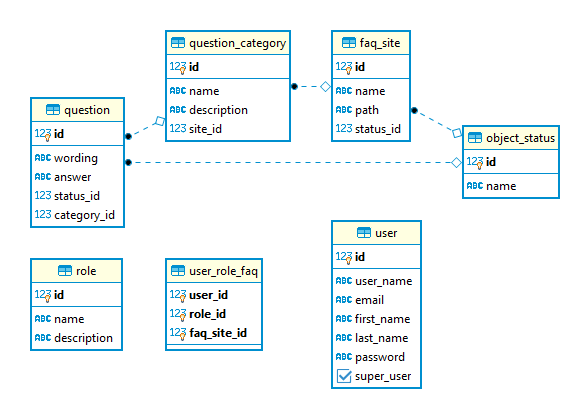 question_category
123 id
ABC name
ABC description
123 site_id
faq_site
123 id
ABC name
ABC path
123 status_id
question
123 id
ABC wording
ABC answer
123 status_id
123 category_id
object_status
123 id
ABC name
role
123 id
ABC name
ABC description
user_role_faq
123 user_id
123 role_id
123 faq_site_id
user
123 id
ABC user_name
ABC email
ABC first_name
ABC last_name
ABC password
super_user